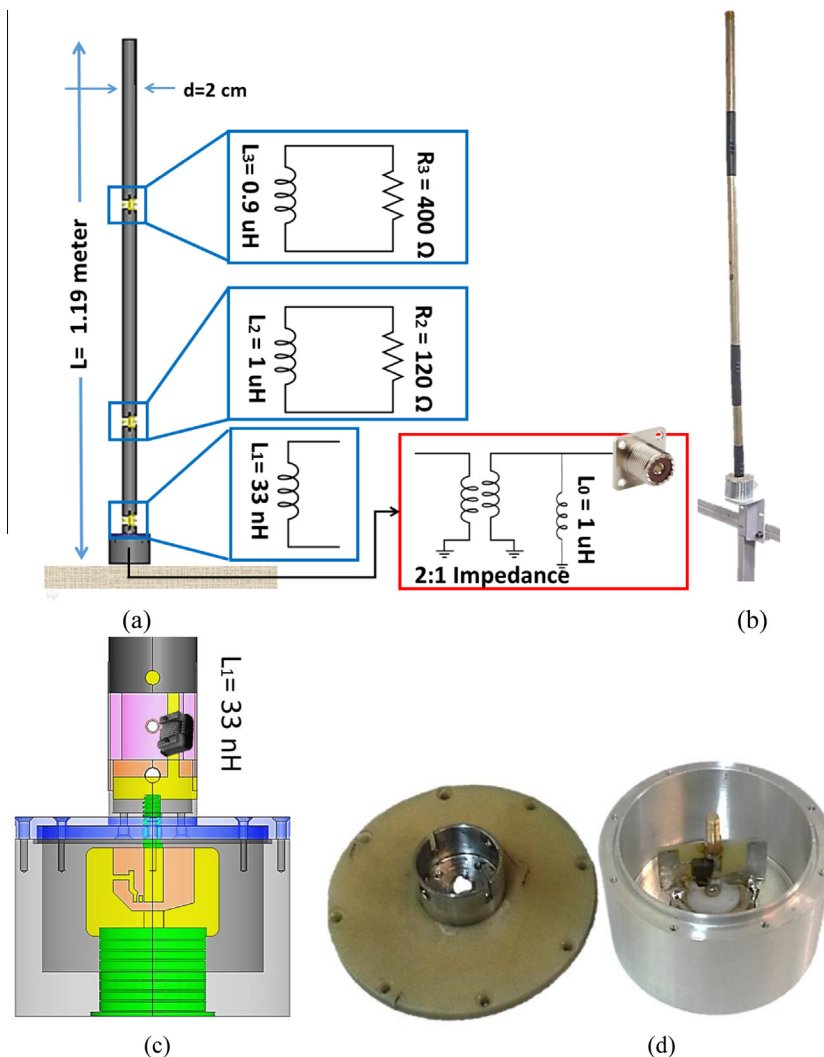 d=2 cm
L= 1.19 meter
L3= 0.9 uH
R3 = 400 Ω
L2 = 1 uH
R2 = 120 Ω
L1= 33 nH
L0 = 1 uH
2:1 Impedance
(a)
(b)
L1= 33 nH
(c)
(d)